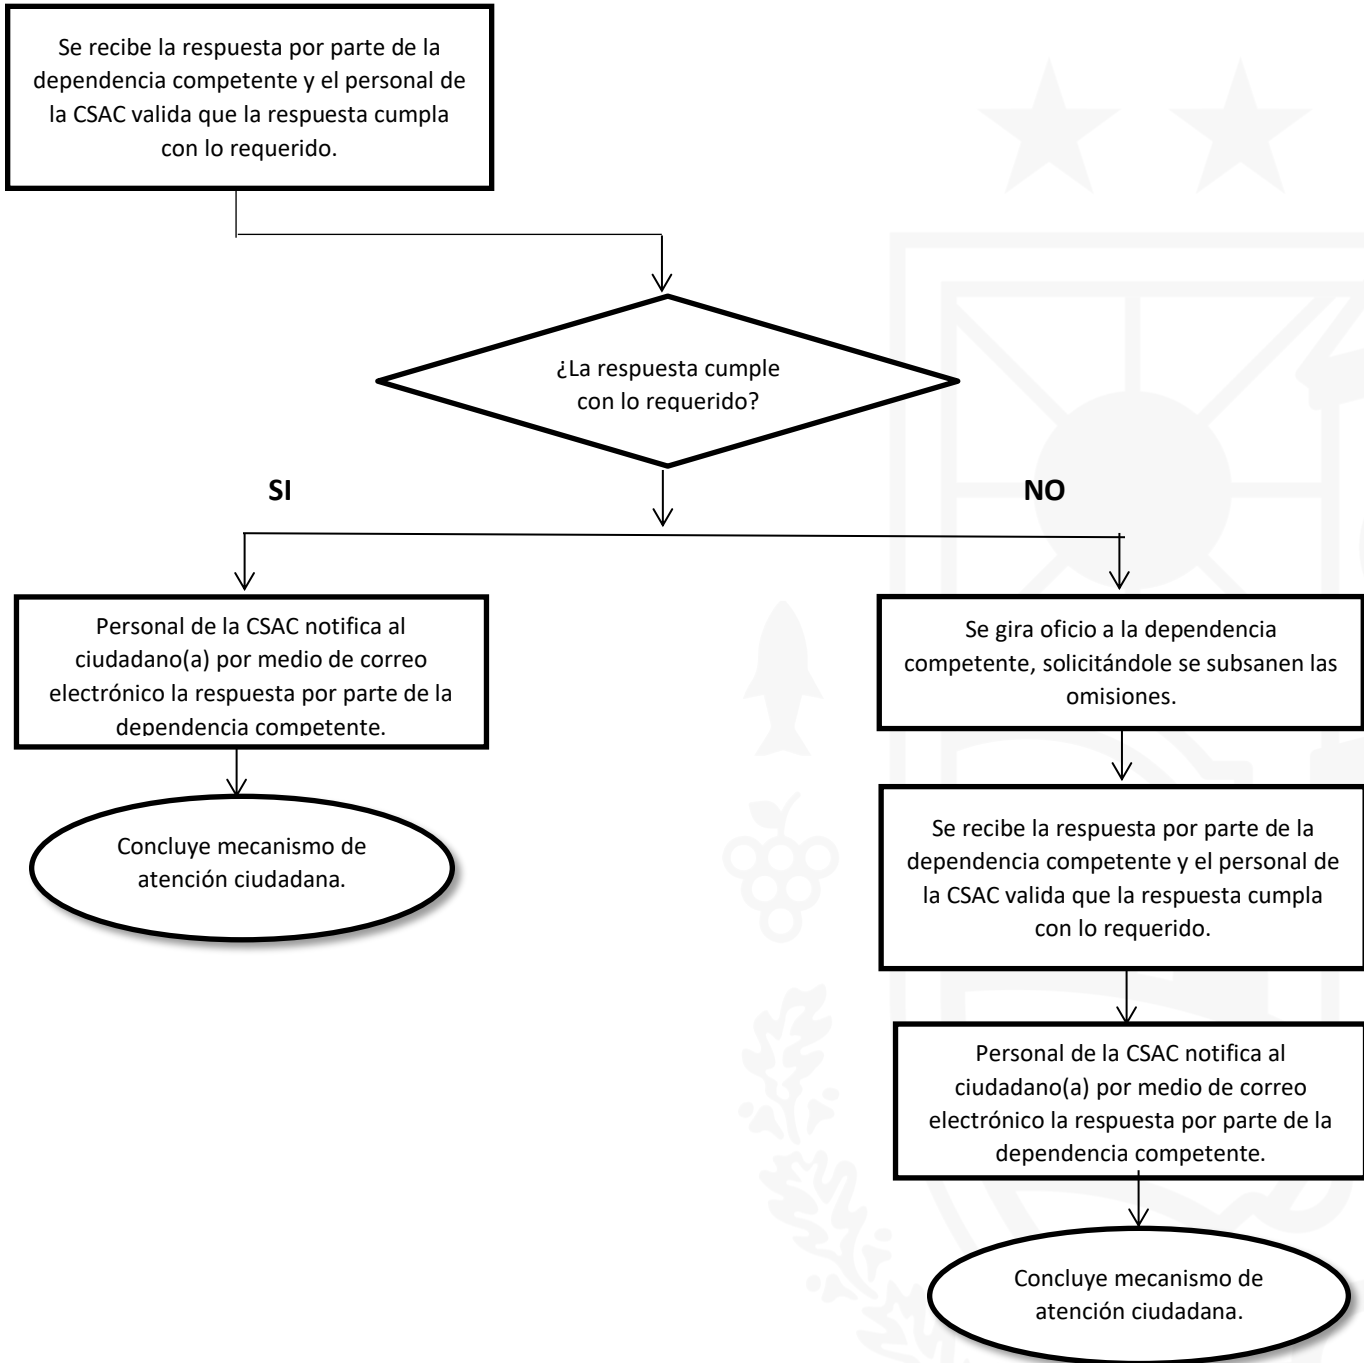 Se recibe la respuesta por parte de la
dependencia competente y el personal de
la CSAC valida que la respuesta cumpla
con lo requerido.
¿La respuesta cumple
con lo requerido?
SI
NO
Personal de la CSAC notifica al
ciudadano(a) por medio de correo
electrónico la respuesta por parte de la
dependencia competente.
Concluye mecanismo de
atención ciudadana.
Se gira oficio a la dependencia
competente, solicitándole se subsanen las
omisiones.
Se recibe la respuesta por parte de la
dependencia competente y el personal de
la CSAC valida que la respuesta cumpla
con lo requerido.
Personal de la CSAC notifica al
ciudadano(a) por medio de correo
electrónico la respuesta por parte de la
dependencia competente.
Concluye mecanismo de
atención ciudadana.